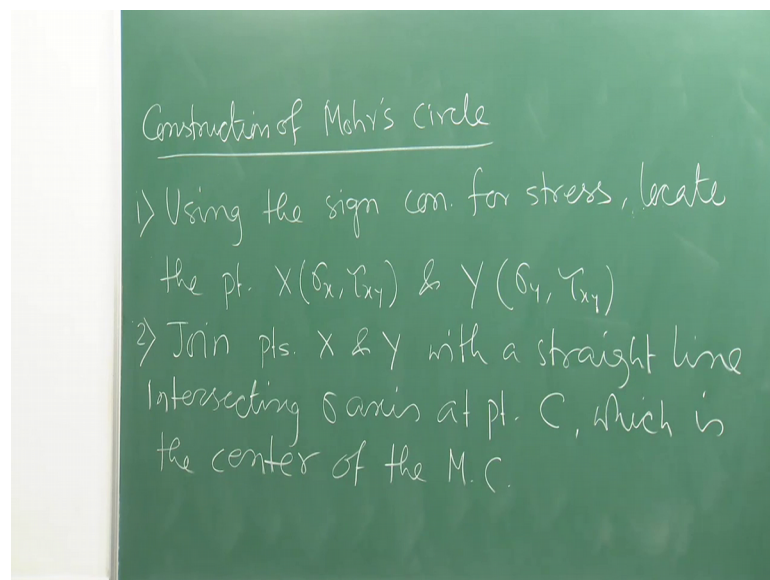 Construction of Mohr's Circle
1) Using the sign con. for stress, locate
the pt. X(σx, τxy) & Y(σy, τxy)
2) Join pts. X & Y with a straight line
Intersecting σ axis at pt. C, which is
the center of the M.C.